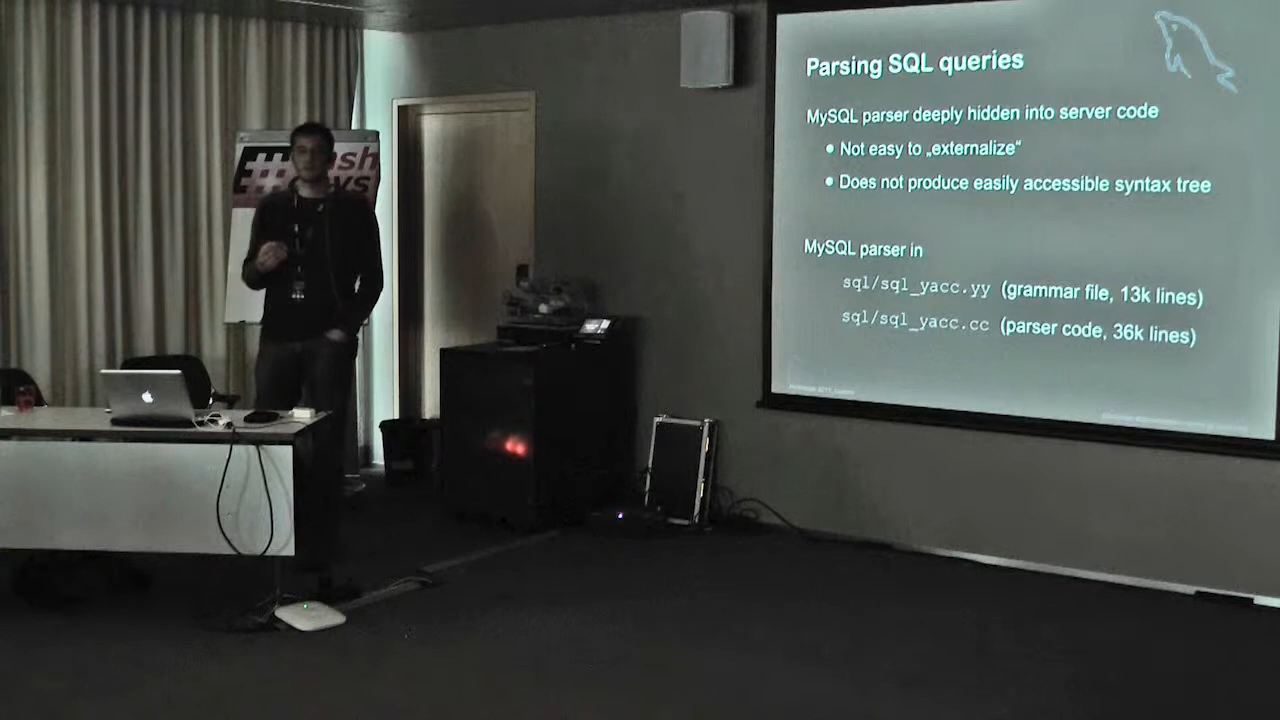 Parsing SQL queries
MySQL parser deeply hidden into server code
• Not easy to „externalize“
• Does not produce easily accessible syntax tree
MySQL parser in
sql/sql_yacc.yy (grammar file, 13k lines)
sql/sql_yacc.cc (parser code, 36k lines)